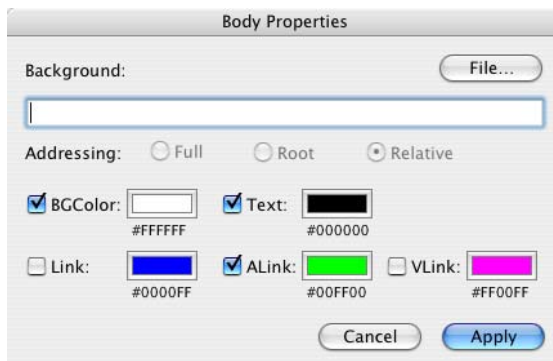 Body Properties
Background: File...
Addressing: Full Root Relative
BGColor: Text:
#FFFFFF #000000
Link: ALink: VLink:
#0000FF #00FF00 #FF00FF
Cancel Apply